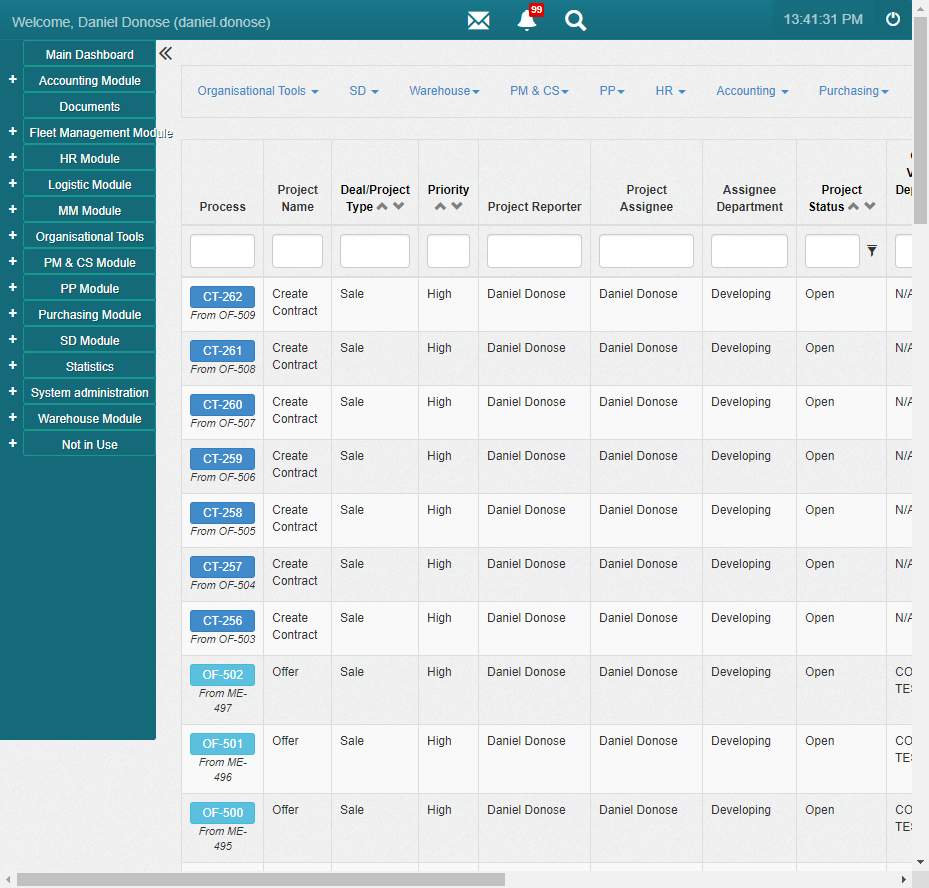 Welcome, Daniel Donose (daniel.donose)
99
13:41:31 PM
Main Dashboard
Accounting Module
Documents
Fleet Management Module
HR Module
Logistic Module
MM Module
Organisational Tools
PM & CS Module
PP Module
Purchasing Module
SD Module
Statistics
System administration
Warehouse Module
Not in Use
Organisational Tools SD Warehouse PM & CS PP HR Accounting Purchasing
Process Project Name Deal/Project Type Priority Project Reporter Project Assignee Assignee Department Project Status
CT-262 Create Contract Sale High Daniel Donose Daniel Donose Developing Open N/A
From OF-509
CT-261 Create Contract Sale High Daniel Donose Daniel Donose Developing Open N/A
From OF-508
CT-260 Create Contract Sale High Daniel Donose Daniel Donose Developing Open N/A
From OF-507
CT-259 Create Contract Sale High Daniel Donose Daniel Donose Developing Open N/A
From OF-506
CT-258 Create Contract Sale High Daniel Donose Daniel Donose Developing Open N/A
From OF-505
CT-257 Create Contract Sale High Daniel Donose Daniel Donose Developing Open N/A
From OF-504
CT-256 Create Contract Sale High Daniel Donose Daniel Donose Developing Open N/A
From OF-503
OF-502 Offer Sale High Daniel Donose Daniel Donose Developing Open
From ME-
497
OF-501 Offer Sale High Daniel Donose Daniel Donose Developing Open
From ME-
496
OF-500 Offer Sale High Daniel Donose Daniel Donose Developing Open
From ME-
495